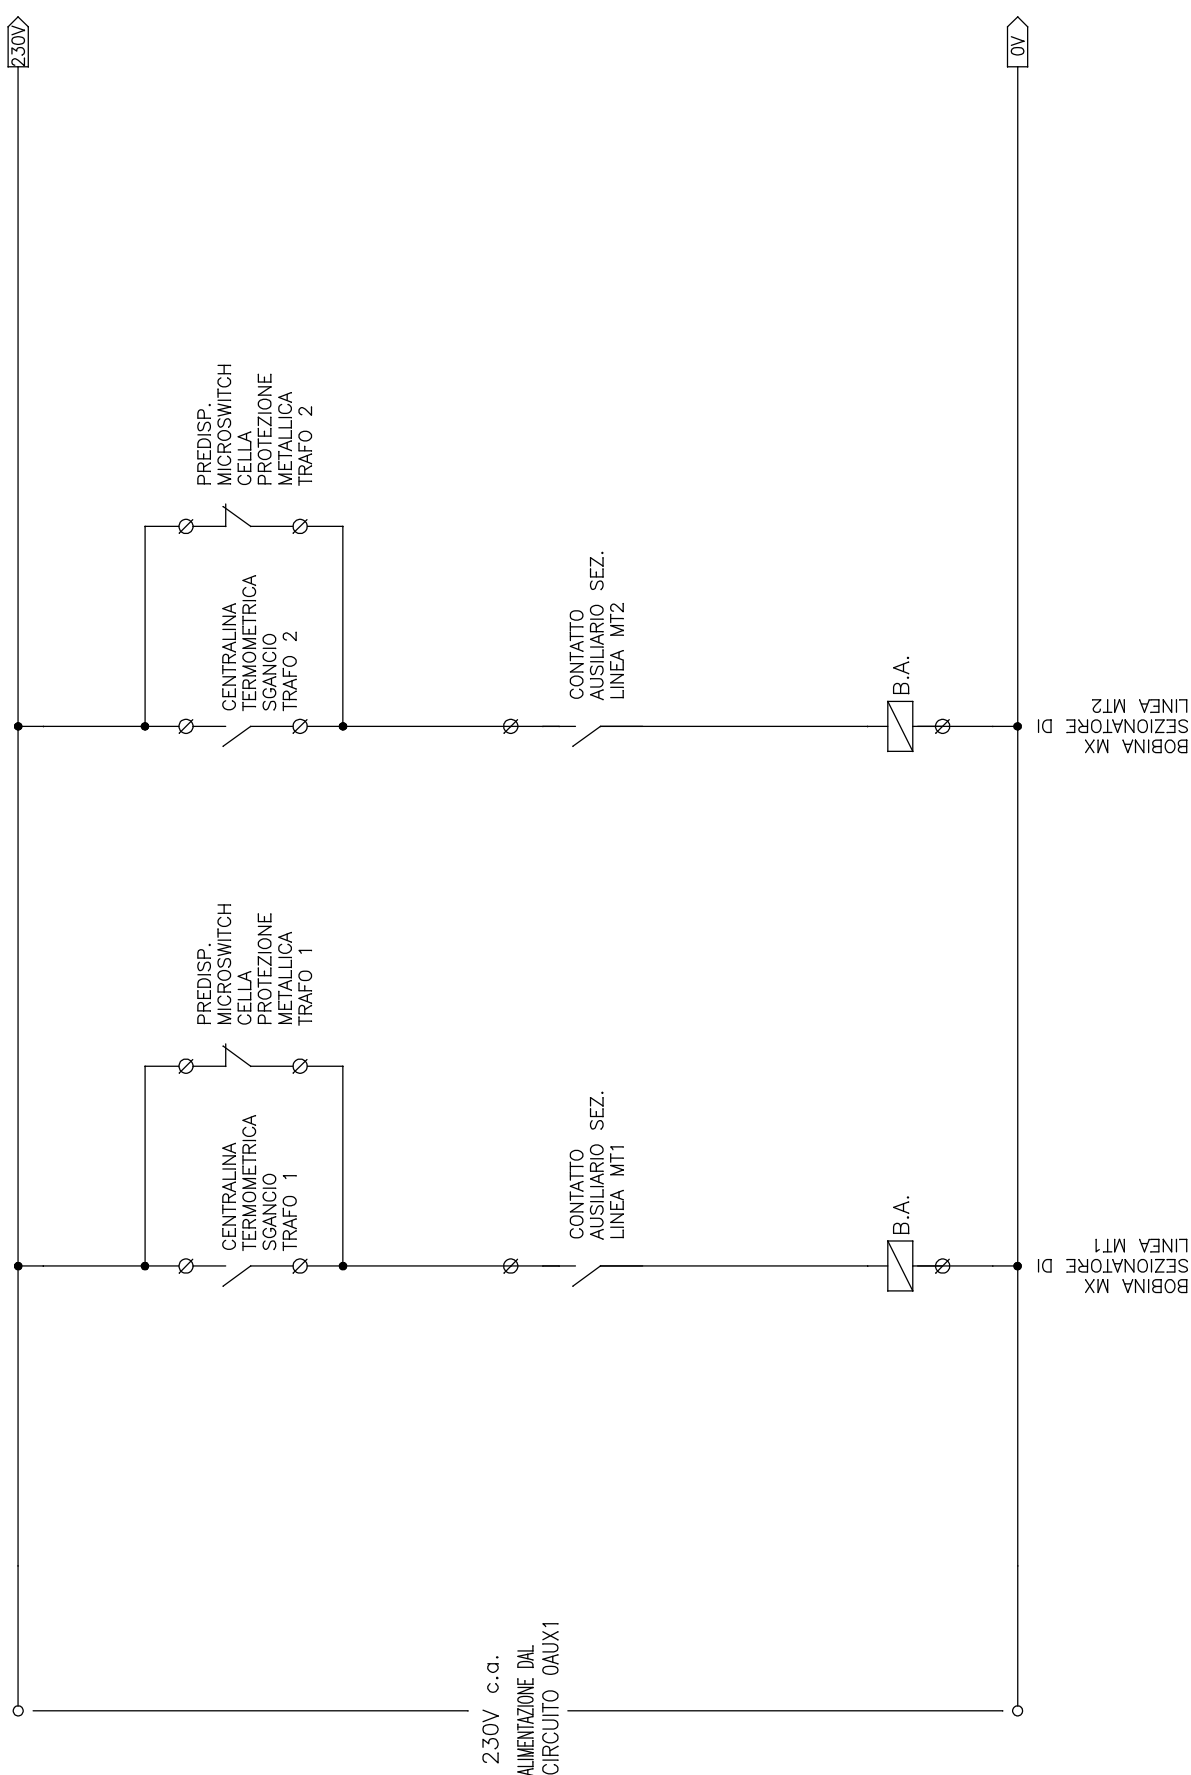 230V
0V
230V c.a.
ALIMENTAZIONE DAL
CIRCUITO 0AUX1
CENTRALINA
TERMOMETRICA
SGANCIO
TRAFO 1
PREDISP.
MICROSWITCH
CELLA
PROTEZIONE
METALLICA
TRAFO 1
CONTATTO
AUSILIARIO SEZ.
LINEA MT1
B.A.
BOBINA MX
SEZIONATORE DI
LINEA MT1
CENTRALINA
TERMOMETRICA
SGANCIO
TRAFO 2
PREDISP.
MICROSWITCH
CELLA
PROTEZIONE
METALLICA
TRAFO 2
CONTATTO
AUSILIARIO SEZ.
LINEA MT2
B.A.
BOBINA MX
SEZIONATORE DI
LINEA MT2